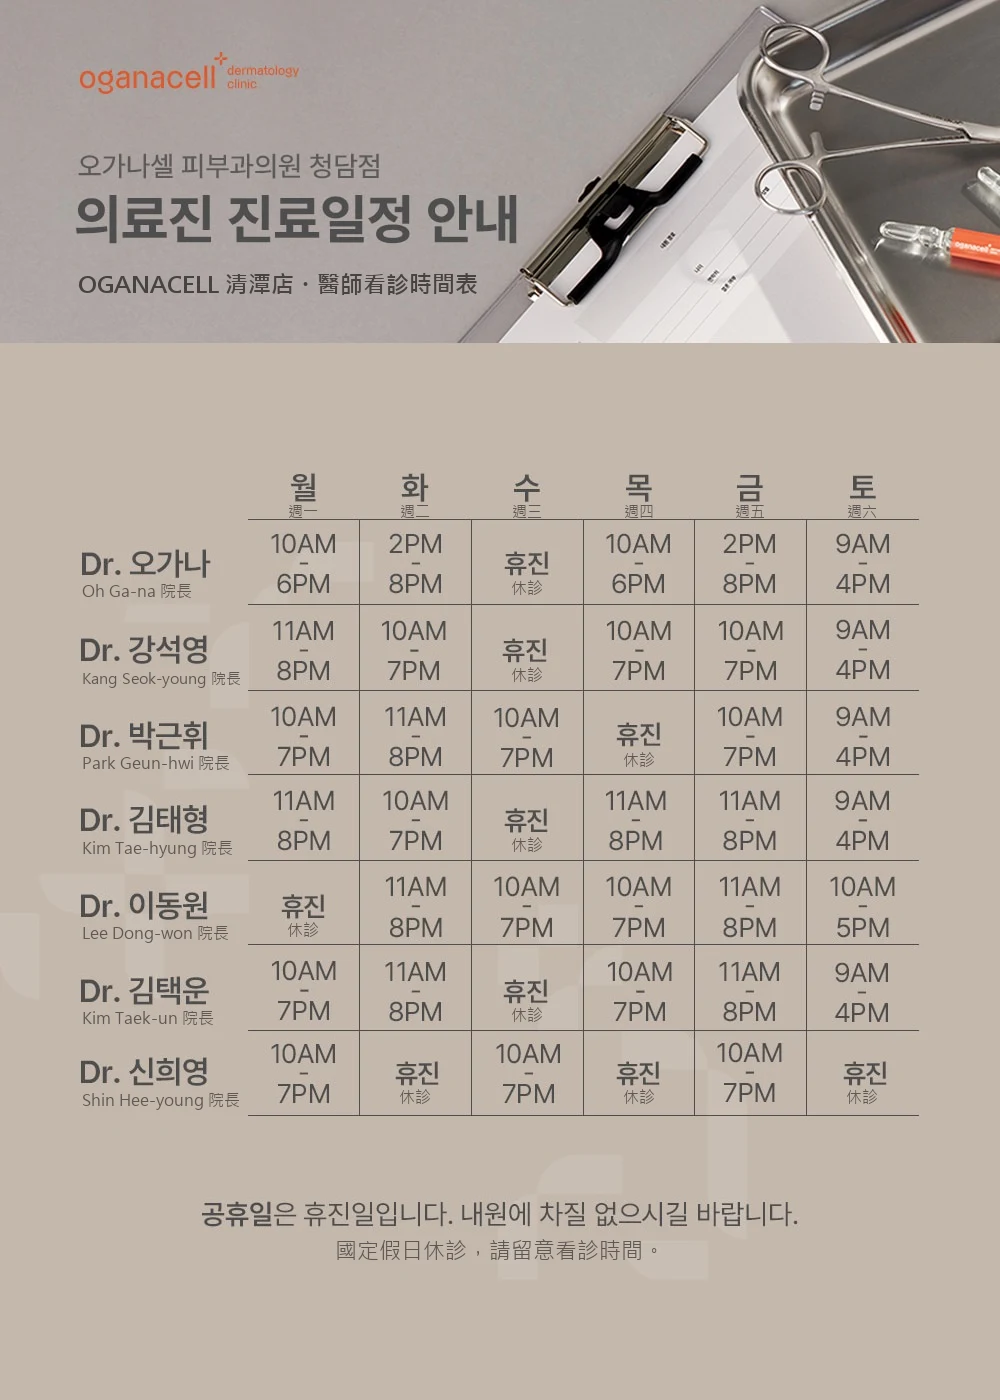 oganacell dermatology clinic
오가나셀 피부과의원 청담점
의료진 진료일정 안내
OGANACELL 清潭店・醫師看診時間表
월 화 수 목 금 토
週一 週二 週三 週四 週五 週六
Dr. 오가나 10AM - 6PM 2PM - 8PM 휴진 休診 10AM - 6PM 2PM - 8PM 9AM - 4PM
Oh Ga-na 院長
Dr. 강석영 11AM - 8PM 10AM - 7PM 휴진 休診 10AM - 7PM 10AM - 7PM 9AM - 4PM
Kang Seok-young 院長
Dr. 박근휘 10AM - 7PM 11AM - 8PM 10AM - 7PM 휴진 休診 10AM - 7PM 9AM - 4PM
Park Geun-hwi 院長
Dr. 김태형 11AM - 8PM 10AM - 7PM 휴진 休診 11AM - 8PM 11AM - 8PM 9AM - 4PM
Kim Tae-hyung 院長
Dr. 이동원 휴진 休診 11AM - 8PM 10AM - 7PM 10AM - 7PM 11AM - 8PM 10AM - 5PM
Lee Dong-won 院長
Dr. 김택운 10AM - 7PM 11AM - 8PM 휴진 休診 10AM - 7PM 11AM - 8PM 9AM - 4PM
Kim Taek-un 院長
Dr. 신희영 10AM - 7PM 휴진 休診 10AM - 7PM 휴진 休診 10AM - 7PM 휴진 休診
Shin Hee-young 院長
공휴일은 휴진일입니다. 내원에 차질 없으시길 바랍니다.
國定假日休診，請留意看診時間。